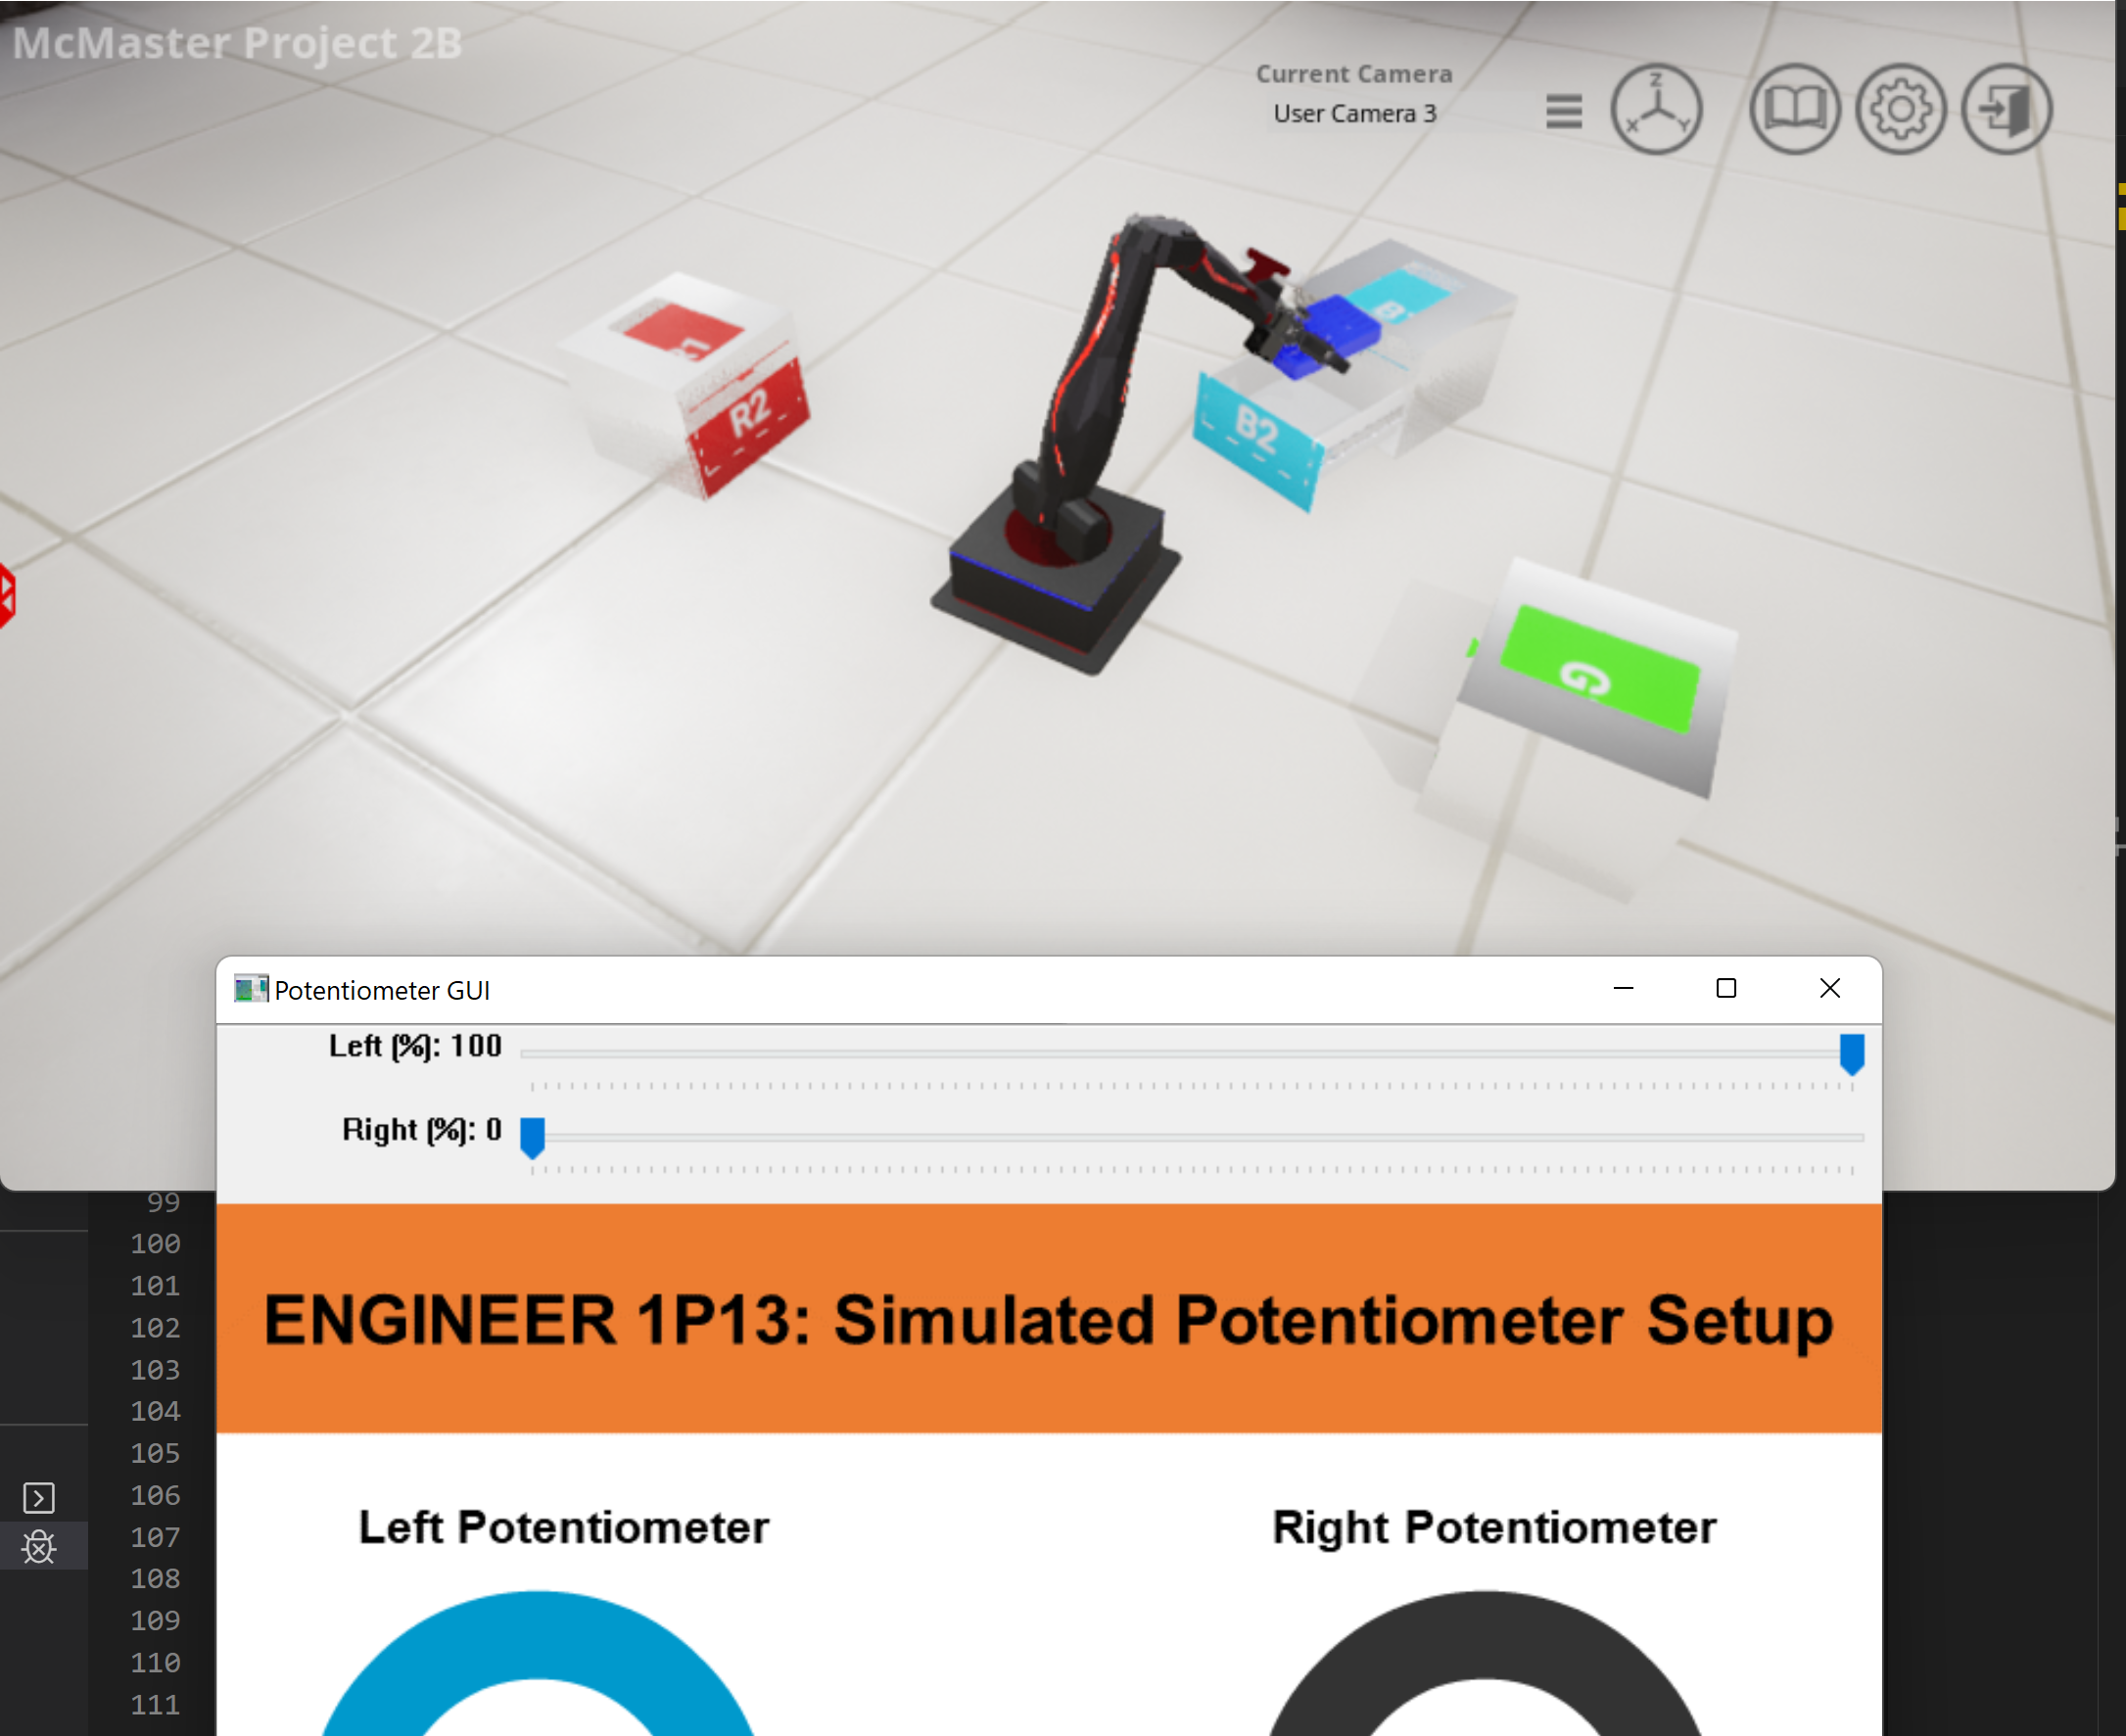 McMaster Project 2B
Current Camera
User Camera 3
Z
X Y
R2
B2
G
Potentiometer GUI
Left (%): 100
Right (%): 0
ENGINEER 1P13: Simulated Potentiometer Setup
Left Potentiometer
Right Potentiometer
99
100
101
102
103
104
105
106
107
108
109
110
111